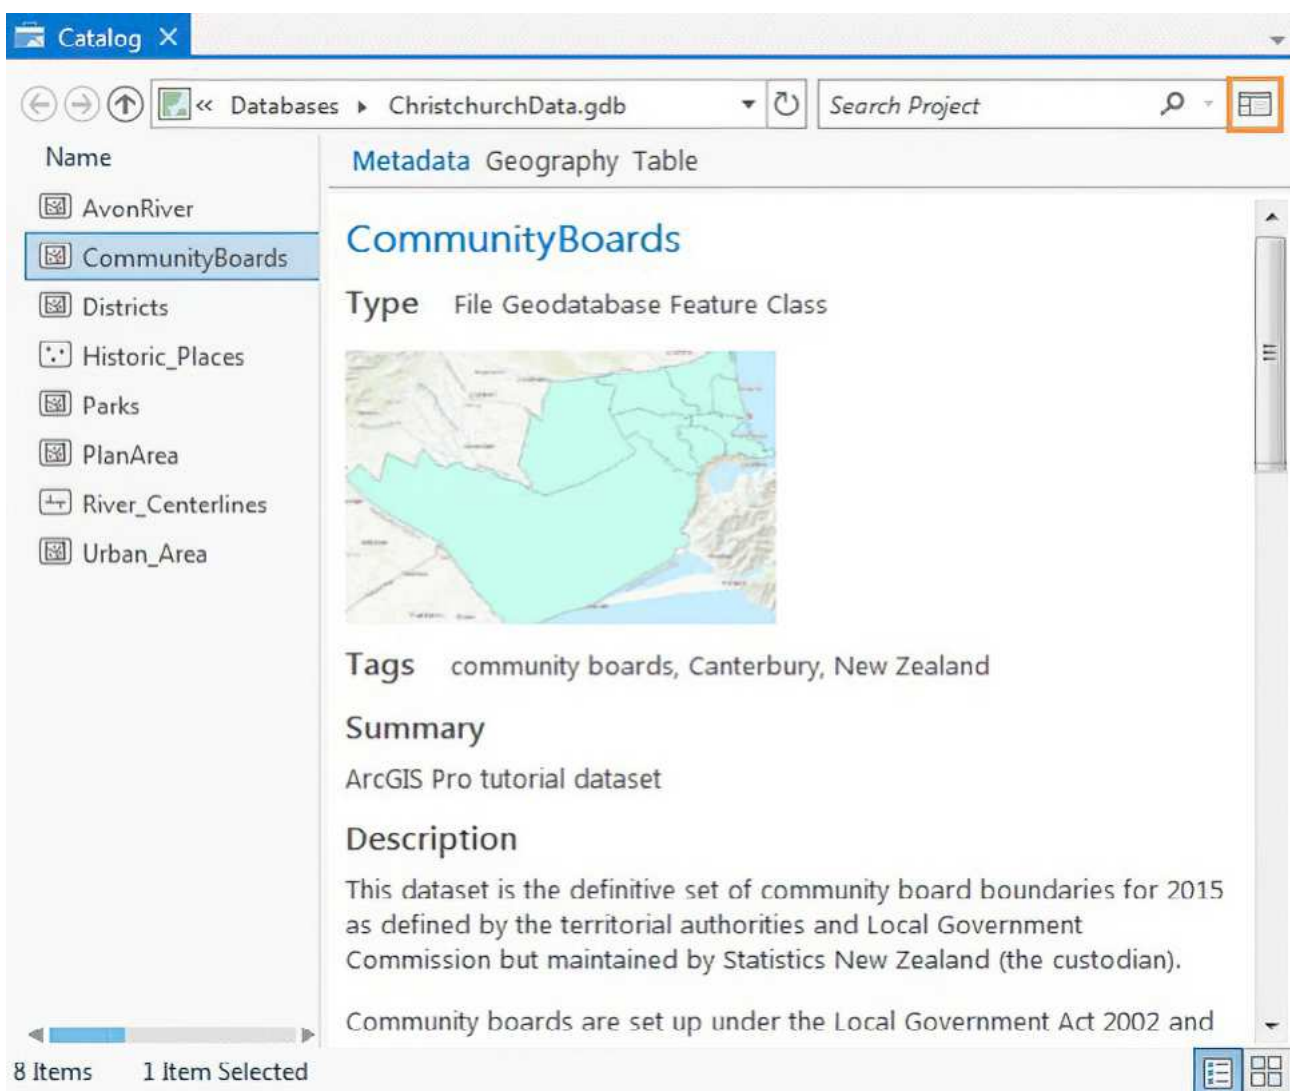 Catalog
« Databases ChristchurchData.gdb
Search Project
Name
AvonRiver
CommunityBoards
Districts
Historic_Places
Parks
PlanArea
River_Centerlines
Urban_Area
Metadata Geography Table
CommunityBoards
Type File Geodatabase Feature Class
Tags community boards, Canterbury, New Zealand
Summary
ArcGIS Pro tutorial dataset
Description
This dataset is the definitive set of community board boundaries for 2015
as defined by the territorial authorities and Local Government
Commission but maintained by Statistics New Zealand (the custodian).
Community boards are set up under the Local Government Act 2002 and
8 Items 1 Item Selected